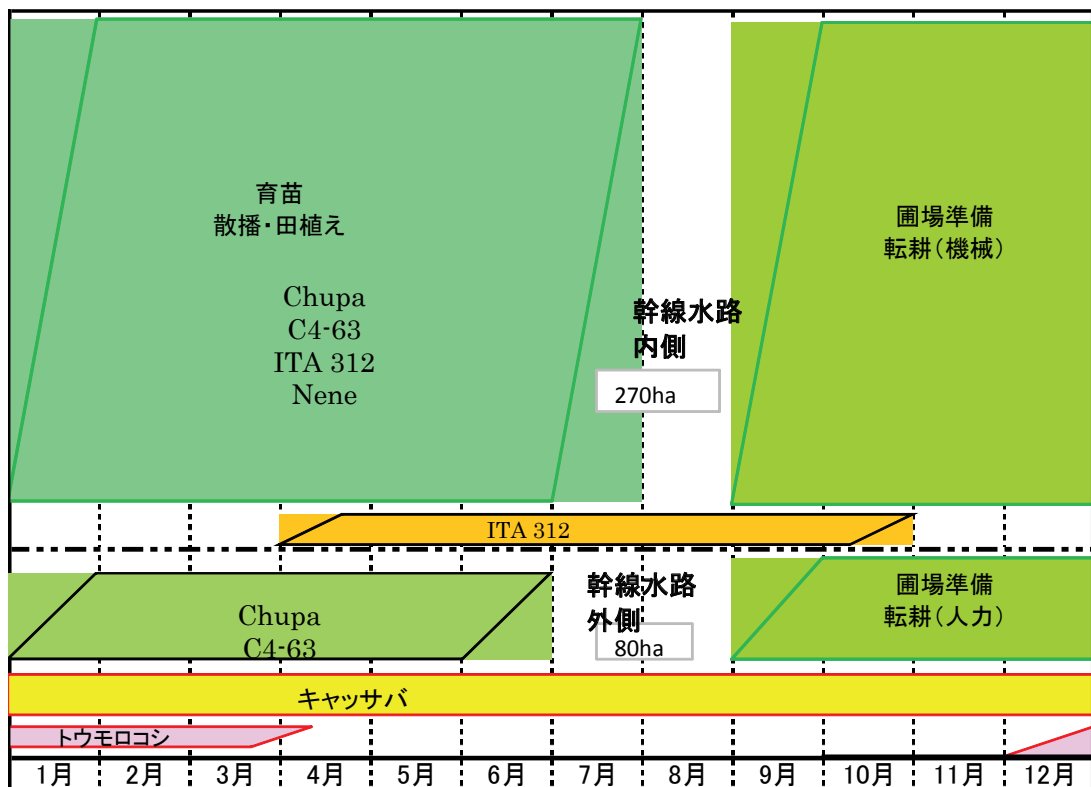 育苗
散播・田植え
Chupa
C4-63
ITA 312
Nene
幹線水路
内側
270ha
圃場準備
転耕(機械)
ITA 312
Chupa
C4-63
幹線水路
外側
80ha
圃場準備
転耕(人力)
キャッサバ
トウモロコシ
1月 2月 3月 4月 5月 6月 7月 8月 9月 10月 11月 12月